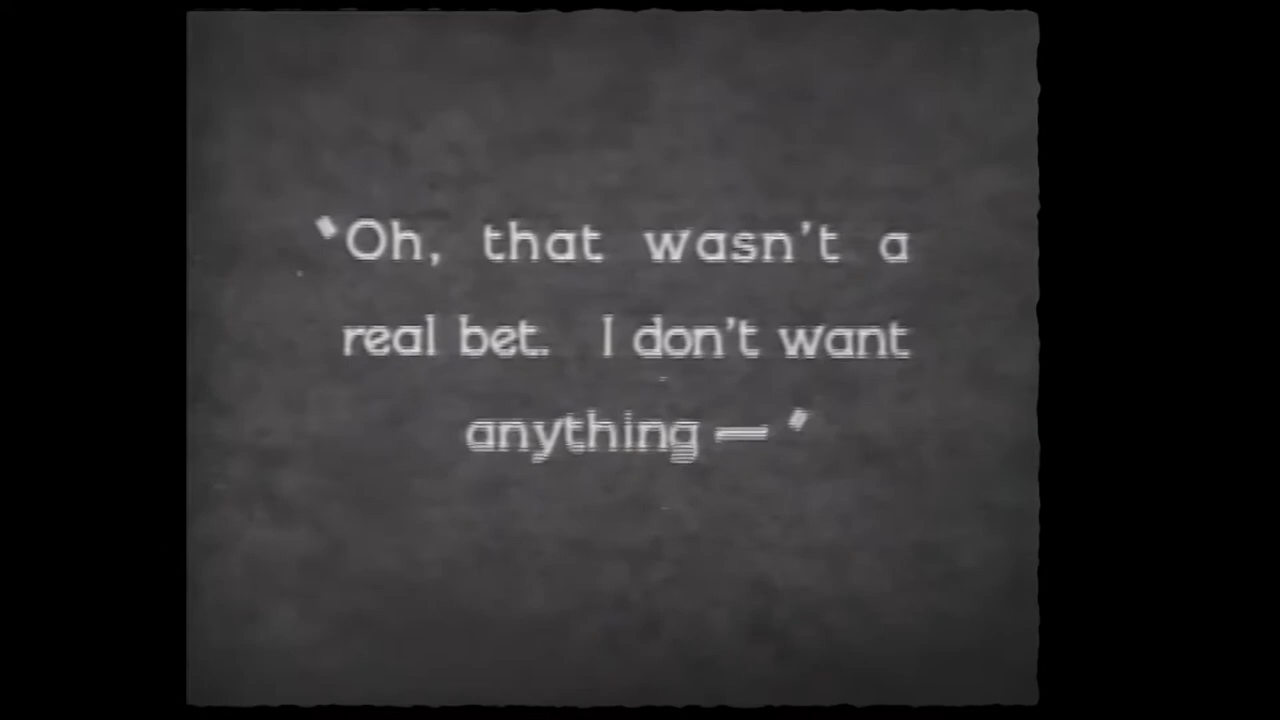 "Oh, that wasn't a
real bet. I don't want
anything — "